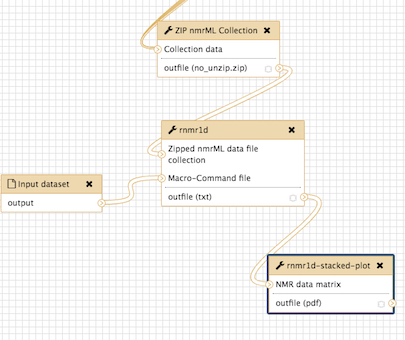 ZIP nmrML Collection
Collection data
outfile (no_unzip.zip)
rnmr1d
Zipped nmrML data file
collection
Macro-Command file
outfile (txt)
Input dataset
output
rnmr1d-stacked-plot
NMR data matrix
outfile (pdf)